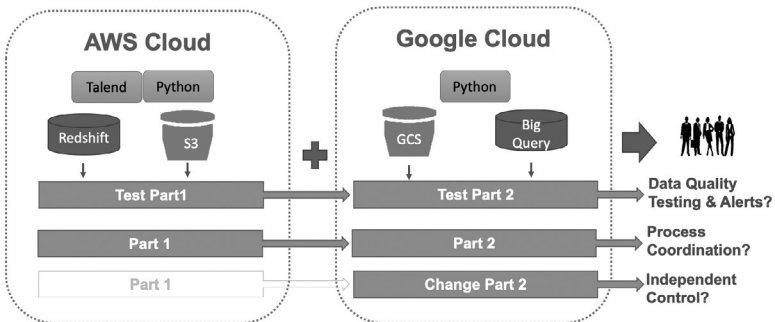 AWS Cloud
Google Cloud
Talend
Python
Python
Redshift
S3
GCS
Big
Query
Test Part1
Test Part 2
Data Quality
Testing & Alerts?
Part 1
Part 2
Process
Coordination?
Part 1
Change Part 2
Independent
Control?